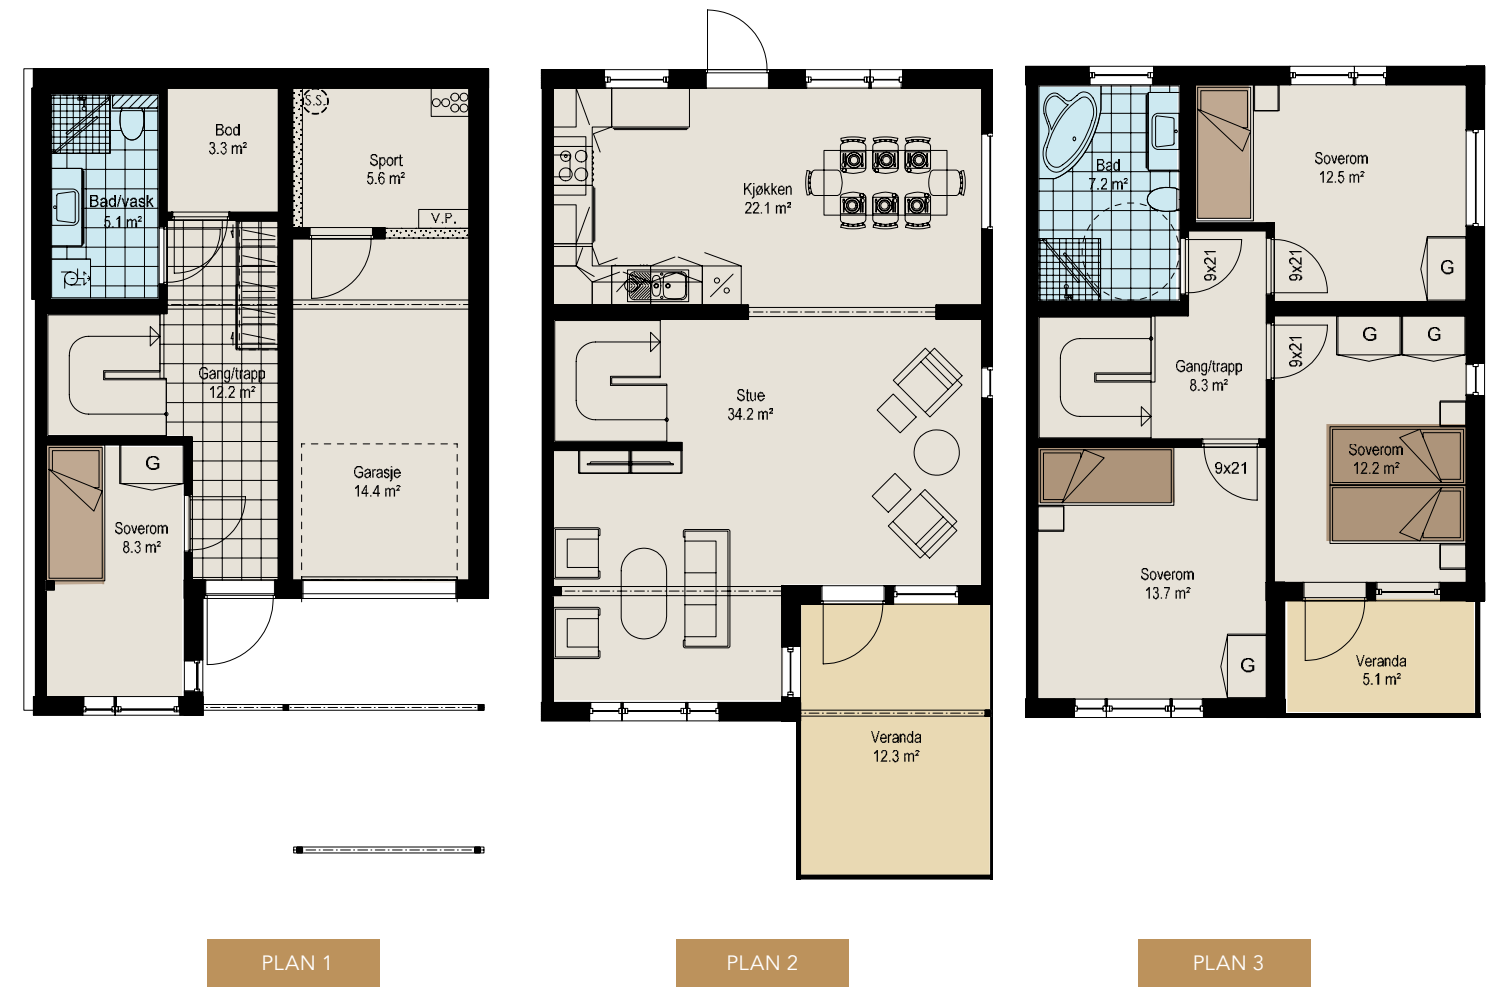 Bod
3.3 m²
S.S.
Sport
5.6 m²
V.P.
Bad/vask
5.1 m²
Gang/trapp
12.2 m²
G
Soverom
8.3 m²
Garasje
14.4 m²
PLAN 1
Kjøkken
22.1 m²
Stue
34.2 m²
Veranda
12.3 m²
PLAN 2
Bad
7.2 m²
Soverom
12.5 m²
G
9x21
9x21
9x21
G
G
Gang/trapp
8.3 m²
Soverom
12.2 m²
9x21
Soverom
13.7 m²
G
Veranda
5.1 m²
PLAN 3